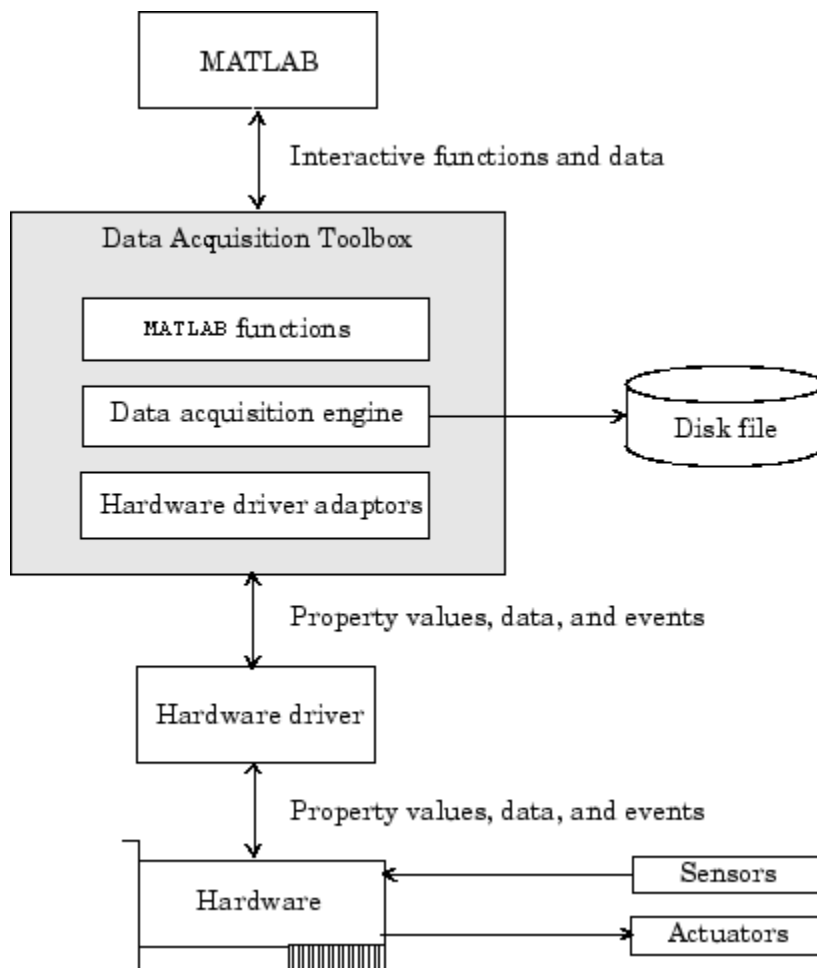 MATLAB
Interactive functions and data
Data Acquisition Toolbox
MATLAB functions
Data acquisition engine
Disk file
Hardware driver adaptors
Property values, data, and events
Hardware driver
Property values, data, and events
Sensors
Hardware
Actuators